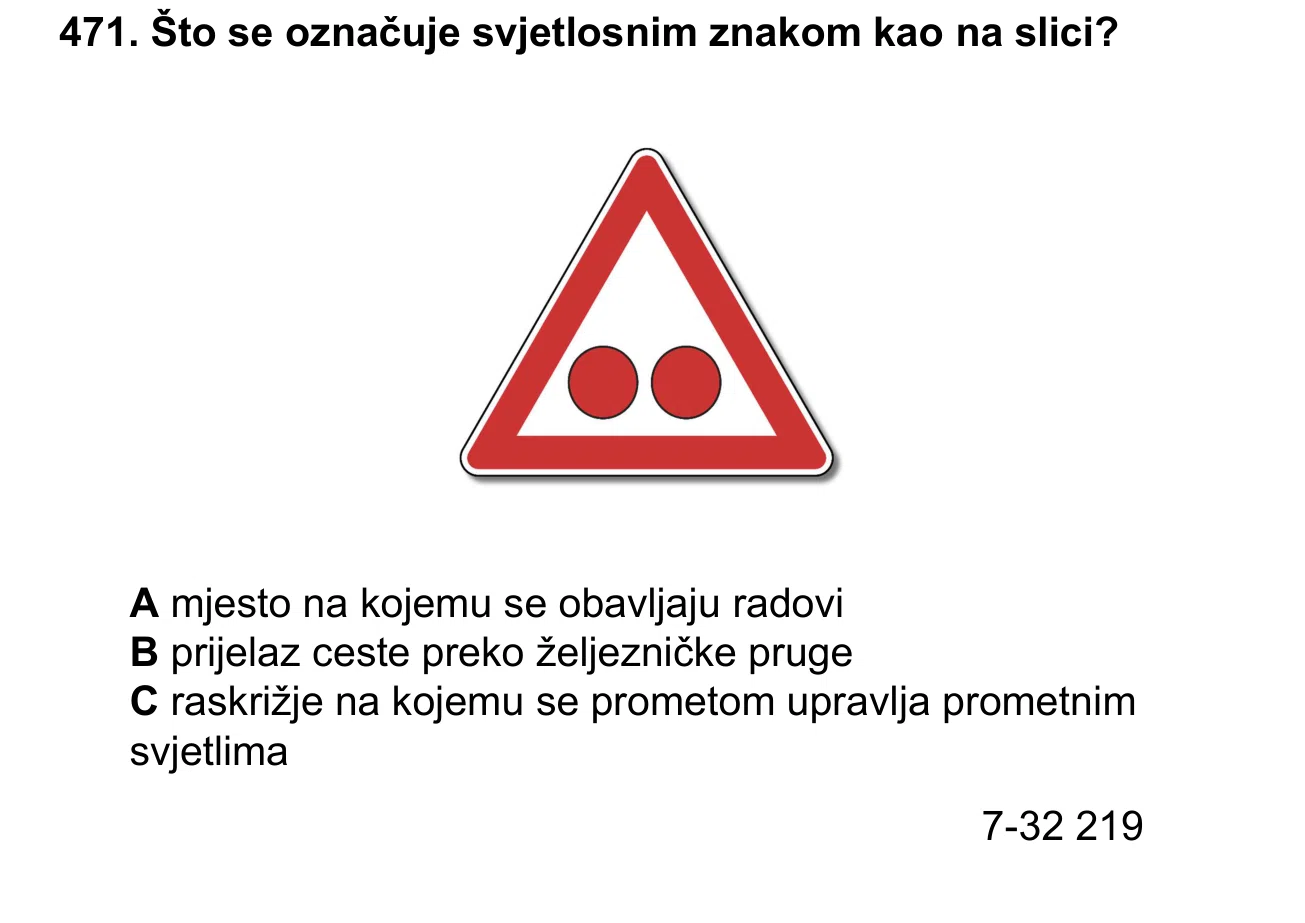 471. Što se označuje svjetlosnim znakom kao na slici?
A mjesto na kojemu se obavljaju radovi
B prijelaz ceste preko željezničke pruge
C raskrižje na kojemu se prometom upravlja prometnim
svjetlima
7-32 219